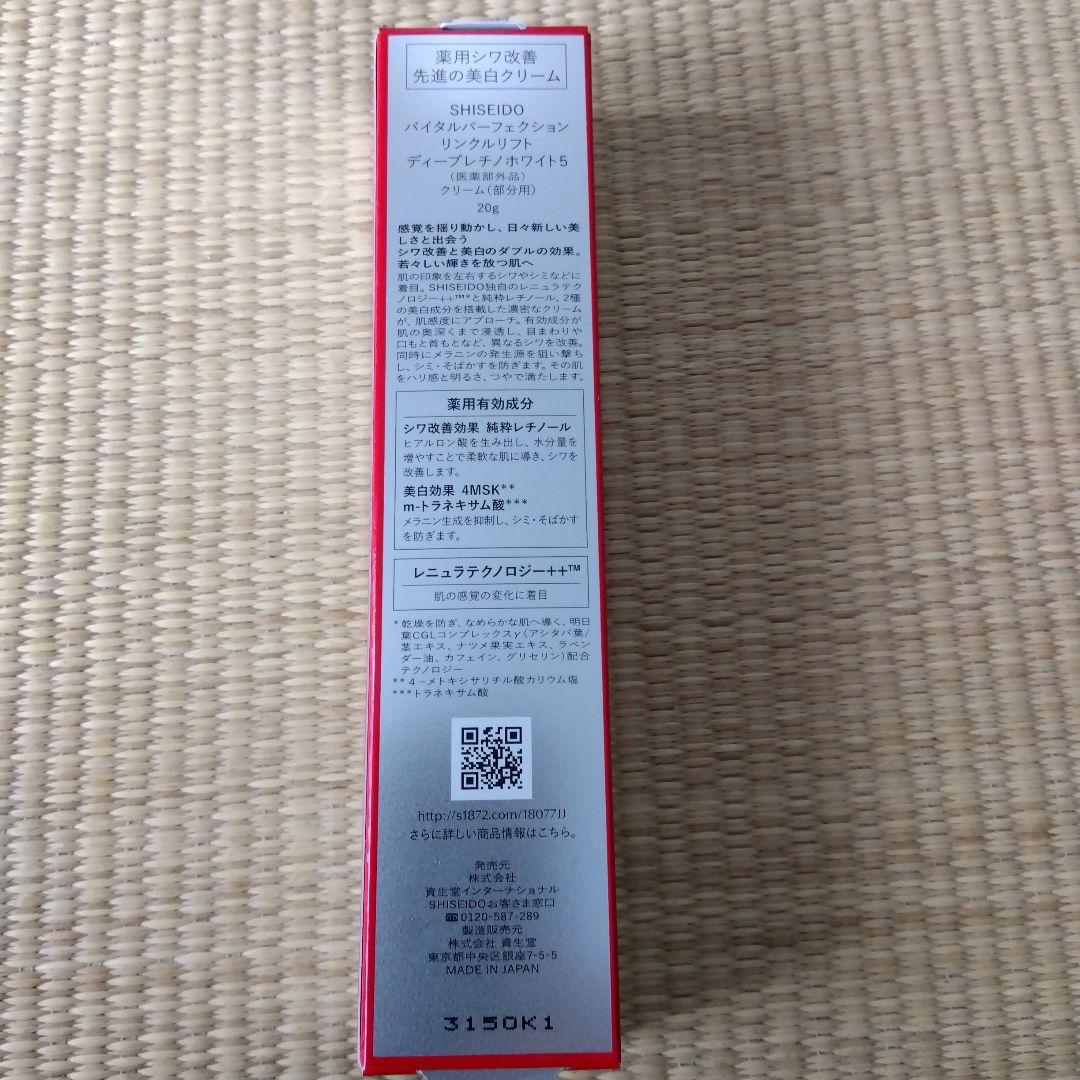 薬用シワ改善
先進の美白クリーム
SHISEIDO
バイタルパーフェクション
リンクルリフト
ディープレチノホワイト5
(医薬部外品)
クリーム(部分用)
20g
感覚を揺り動かし、日々新しい美
しさと出会う
シワ改善と美白のダブルの効果。
若々しい輝きを放つ肌へ
肌の印象を左右するシワやシミなどに
着目。SHISEIDO独自のレニュラテク
ノロジー++™*と純粋レチノール、2種
の美白成分を搭載した濃密なクリーム
が、肌感度にアプローチ。有効成分が
肌の奥深くまで浸透し、目まわりや
口もと首もとなど、異なるシワを改善。
同時にメラニンの発生源を狙い撃ち
し、シミ・そばかすを防ぎます。その肌
をハリ感と明るさ、つやで満たします。
薬用有効成分
シワ改善効果 純粋レチノール
ヒアルロン酸を生み出し、水分量を
増やすことで柔軟な肌に導き、シワを
改善します。
美白効果 4MSK**
m-トラネキサム酸***
メラニン生成を抑制し、シミ・そばかす
を防ぎます。
レニュラテクノロジー++™
肌の感覚の変化に着目
*乾燥を防ぎ、なめらかな肌へ導く、明日
葉CGLコンプレックスγ(アシタバ葉/
茎エキス、ナツメ果実エキス、ラベン
ダー油、カフェイン、グリセリン)配合
テクノロジー
**4-メトキシサリチル酸カリウム塩
***トラネキサム酸
http://s1872.com/18077JJ
さらに詳しい商品情報はこちら。
発売元
株式会社
資生堂インターナショナル
SHISEIDOお客さま窓口
0120-587-289
製造販売元
株式会社 資生堂
東京都中央区銀座7-5-5
MADE IN JAPAN
3150K1